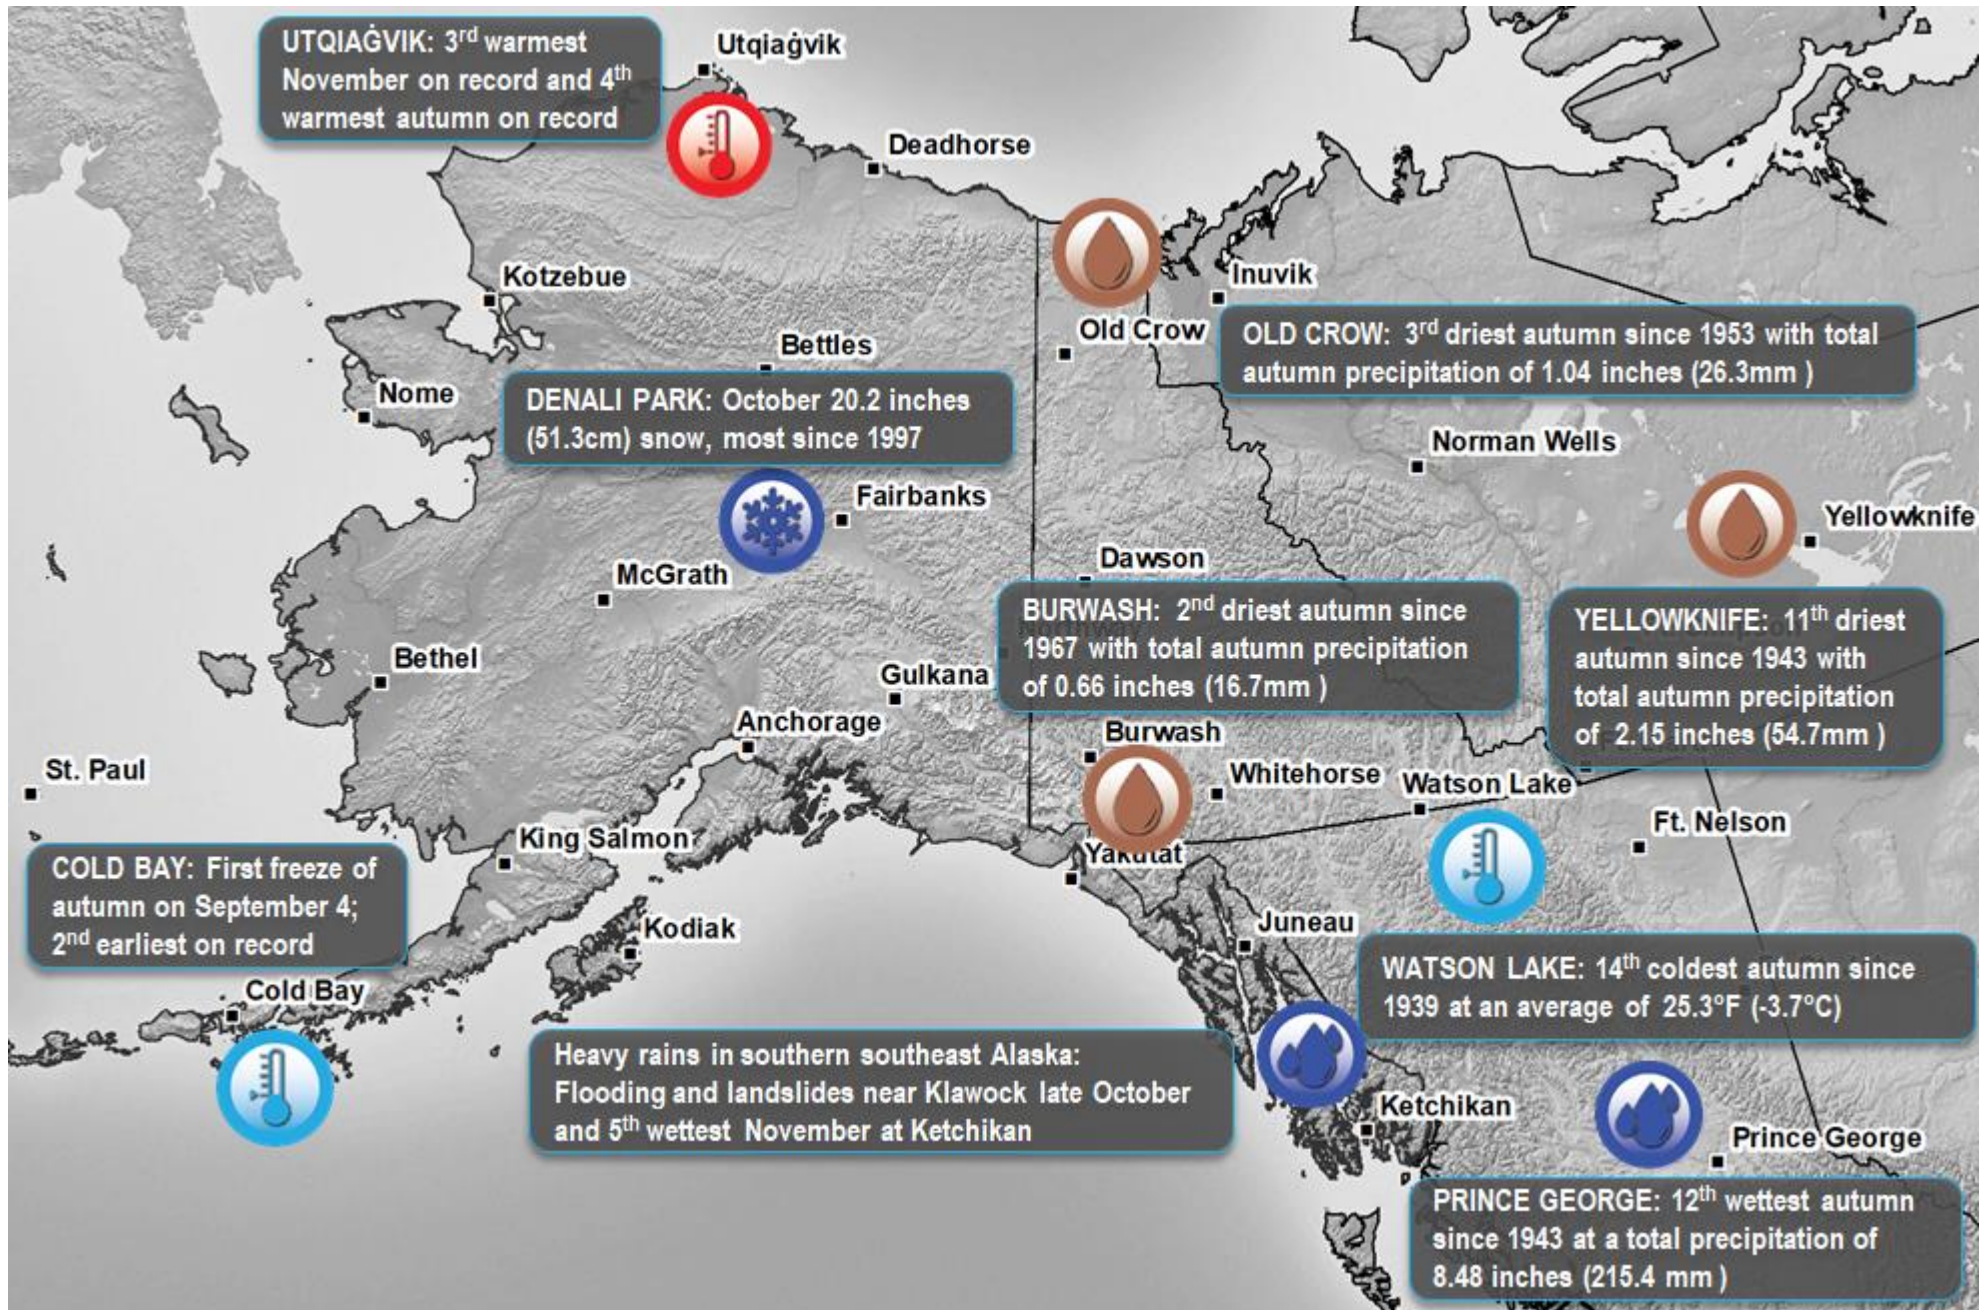 UTQIAĠVIK: 3rd warmest
November on record and 4th
warmest autumn on record
Utqiaġvik
Deadhorse
Kotzebue
Inuvik
Old Crow
OLD CROW: 3rd driest autumn since 1953 with total
autumn precipitation of 1.04 inches (26.3mm )
Bettles
Nome
DENALI PARK: October 20.2 inches
(51.3cm) snow, most since 1997
Norman Wells
Fairbanks
Yellowknife
McGrath
Dawson
BURWASH: 2nd driest autumn since
1967 with total autumn precipitation
of 0.66 inches (16.7mm )
YELLOWKNIFE: 11th driest
autumn since 1943 with
total autumn precipitation
of 2.15 inches (54.7mm )
Bethel
Gulkana
Anchorage
Burwash
St. Paul
Whitehorse
Watson Lake
Ft. Nelson
King Salmon
Yakutat
COLD BAY: First freeze of
autumn on September 4;
2nd earliest on record
Kodiak
Juneau
WATSON LAKE: 14th coldest autumn since
1939 at an average of 25.3°F (-3.7°C)
Cold Bay
Heavy rains in southern southeast Alaska:
Flooding and landslides near Klawock late October
and 5th wettest November at Ketchikan
Ketchikan
Prince George
PRINCE GEORGE: 12th wettest autumn
since 1943 at a total precipitation of
8.48 inches (215.4 mm )